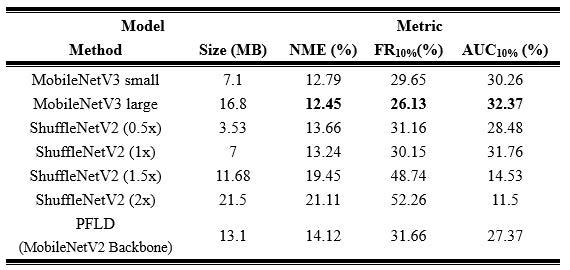 Model Metric
Method Size (MB) NME (%) FR10%(%) AUC10% (%)
MobileNetV3 small 7.1 12.79 29.65 30.26
MobileNetV3 large 16.8 12.45 26.13 32.37
ShuffleNetV2 (0.5x) 3.53 13.66 31.16 28.48
ShuffleNetV2 (1x) 7 13.24 30.15 31.76
ShuffleNetV2 (1.5x) 11.68 19.45 48.74 14.53
ShuffleNetV2 (2x) 21.5 21.11 52.26 11.5
PFLD
(MobileNetV2 Backbone) 13.1 14.12 31.66 27.37